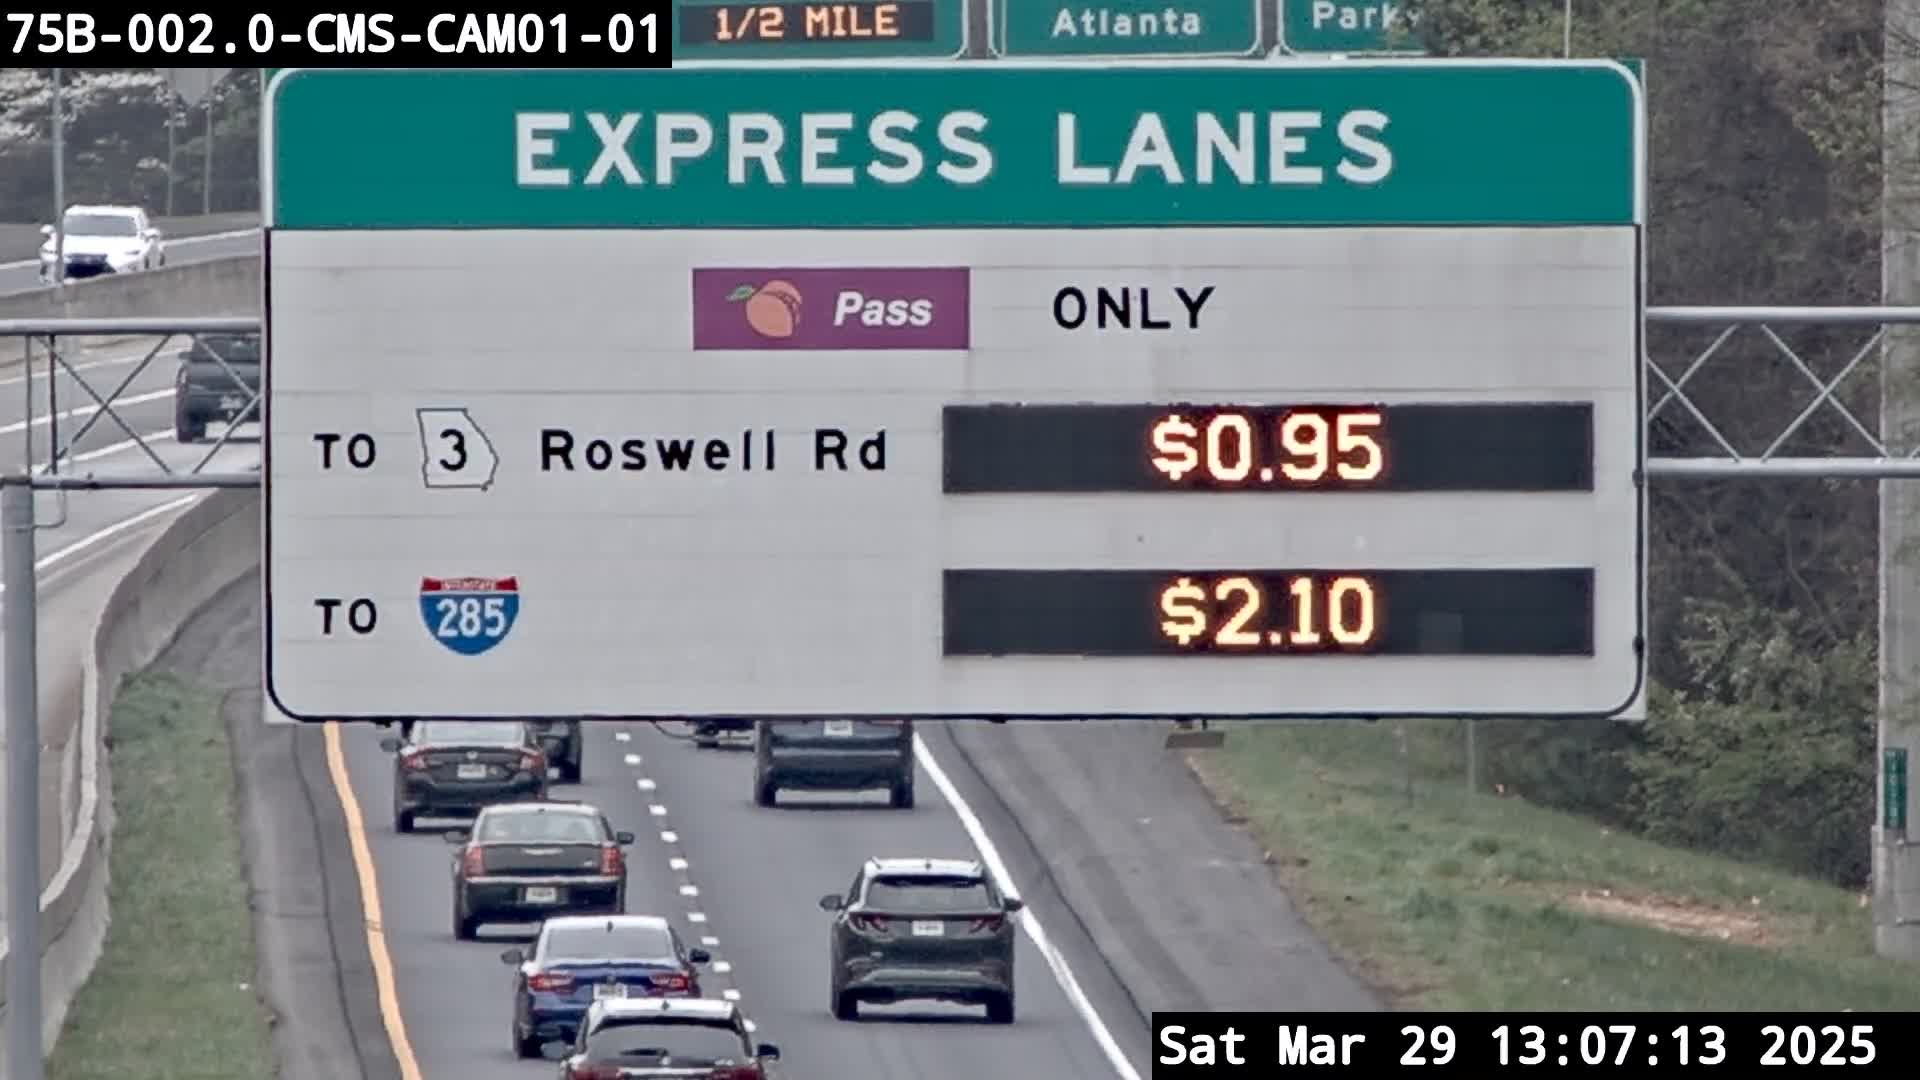 75B-002.0-CMS-CAM01-01
1/2 MILE
Atlanta
EXPRESS LANES
Pass ONLY
TO 3 Roswell Rd $0.95
TO INTERSTATE 285 $2.10
Sat Mar 29 13:07:13 2025